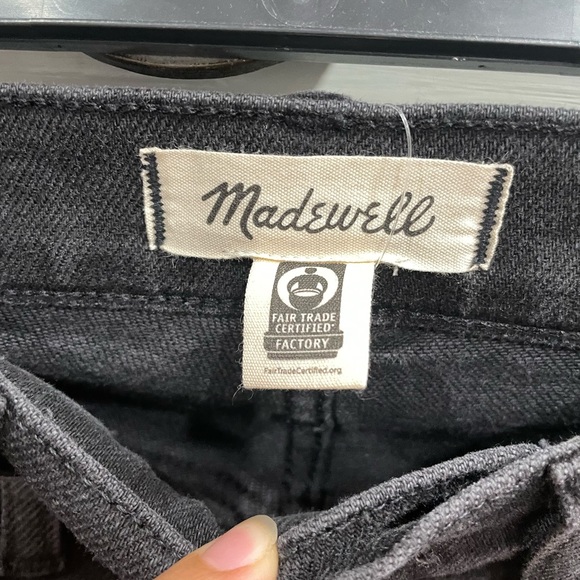 Madewell
FAIR TRADE
CERTIFIED
FACTORY
FairTradeCertified.org